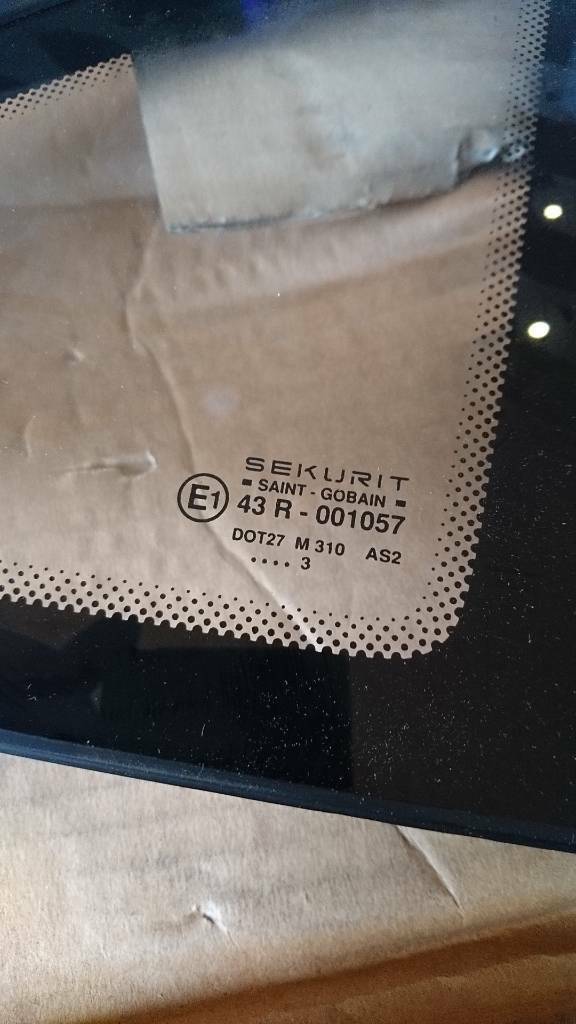 SEKURIT
SAINT - GOBAIN
E1 43 R - 001057
DOT27 M 310 AS2
.... 3